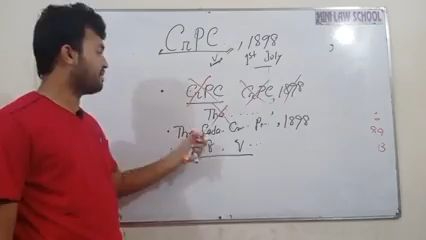 MINI LAW SCHOOL
CrPC, 1898
1st July
CrPC CrPC, 1898
The .....
The Code. Cr. Pr.., 1898